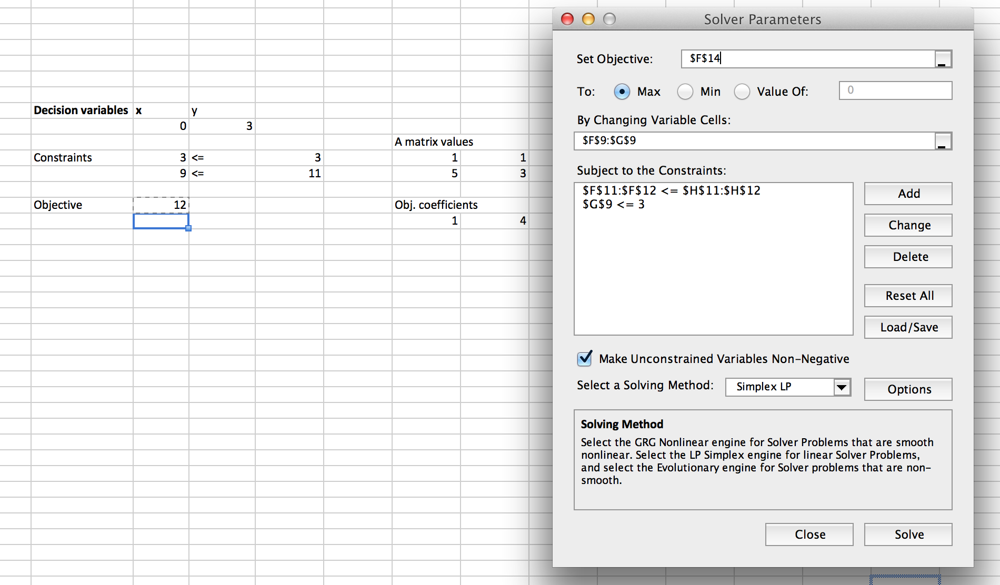 Decision variables x y
0 3
A matrix values
Constraints 3 <= 3 1 1
9 <= 11 5 3
Objective 12 Obj. coefficients
1 4
Solver Parameters
Set Objective: $F$14
To: Max Min Value Of: 0
By Changing Variable Cells:
$F$9:$G$9
Subject to the Constraints:
$F$11:$F$12 <= $H$11:$H$12
$G$9 <= 3
Add
Change
Delete
Reset All
Load/Save
Make Unconstrained Variables Non-Negative
Select a Solving Method: Simplex LP Options
Solving Method
Select the GRG Nonlinear engine for Solver Problems that are smooth
nonlinear. Select the LP Simplex engine for linear Solver Problems,
and select the Evolutionary engine for Solver problems that are non-
smooth.
Close Solve